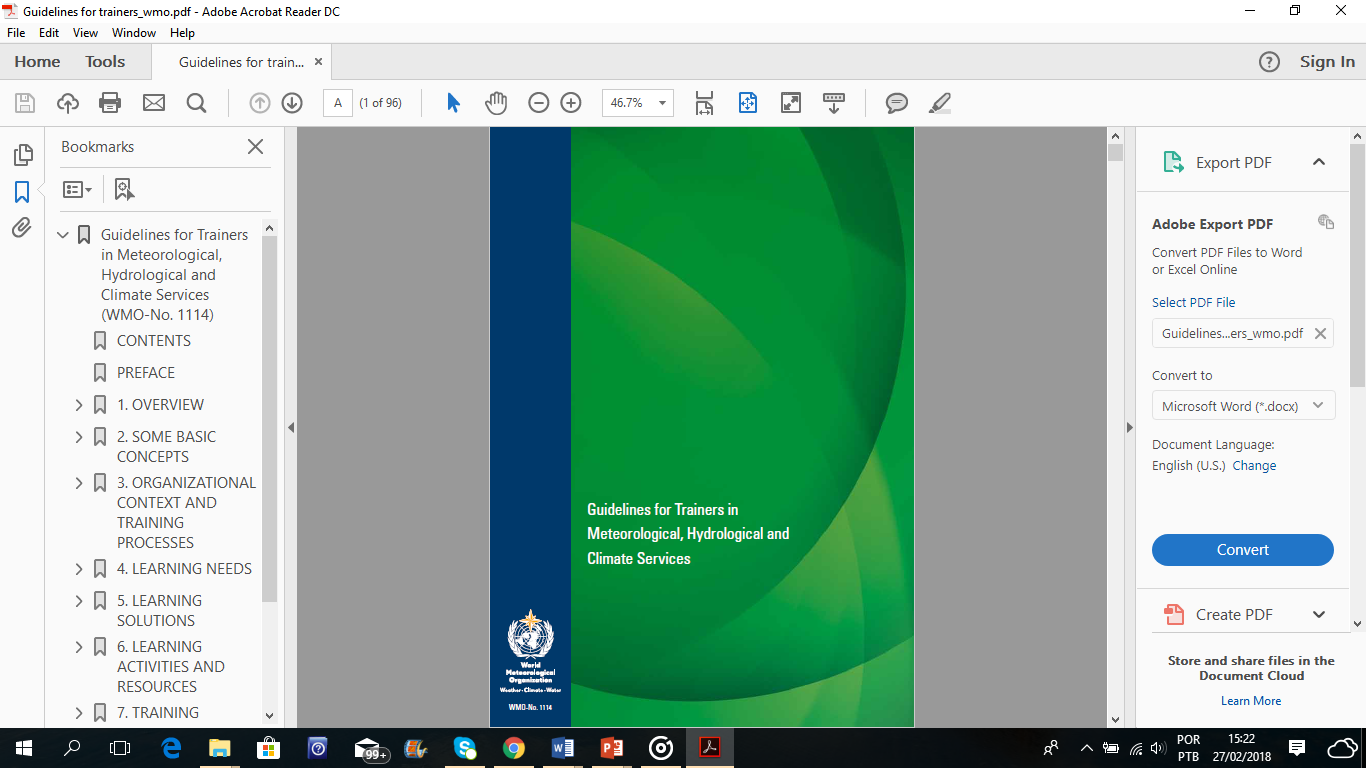 Guidelines for trainers_wmo.pdf - Adobe Acrobat Reader DC
File Edit View Window Help
Home Tools Guidelines for train... × Sign In
A (1 of 96) 46.7%
Bookmarks
Guidelines for Trainers
in Meteorological,
Hydrological and
Climate Services
(WMO-No. 1114)
CONTENTS
PREFACE
1. OVERVIEW
2. SOME BASIC
CONCEPTS
3. ORGANIZATIONAL
CONTEXT AND
TRAINING
PROCESSES
4. LEARNING NEEDS
5. LEARNING
SOLUTIONS
6. LEARNING
ACTIVITIES AND
RESOURCES
7. TRAINING
Guidelines for Trainers in
Meteorological, Hydrological and
Climate Services
World
Meteorological
Organization
Weather • Climate • Water
WMO-No. 1114
Export PDF
Adobe Export PDF
Convert PDF Files to Word
or Excel Online
Select PDF File
Guidelines...ers_wmo.pdf
Convert to
Microsoft Word (*.docx)
Document Language:
English (U.S.) Change
Convert
Create PDF
Store and share files in the
Document Cloud
Learn More
99+
POR
PTB
15:22
27/02/2018